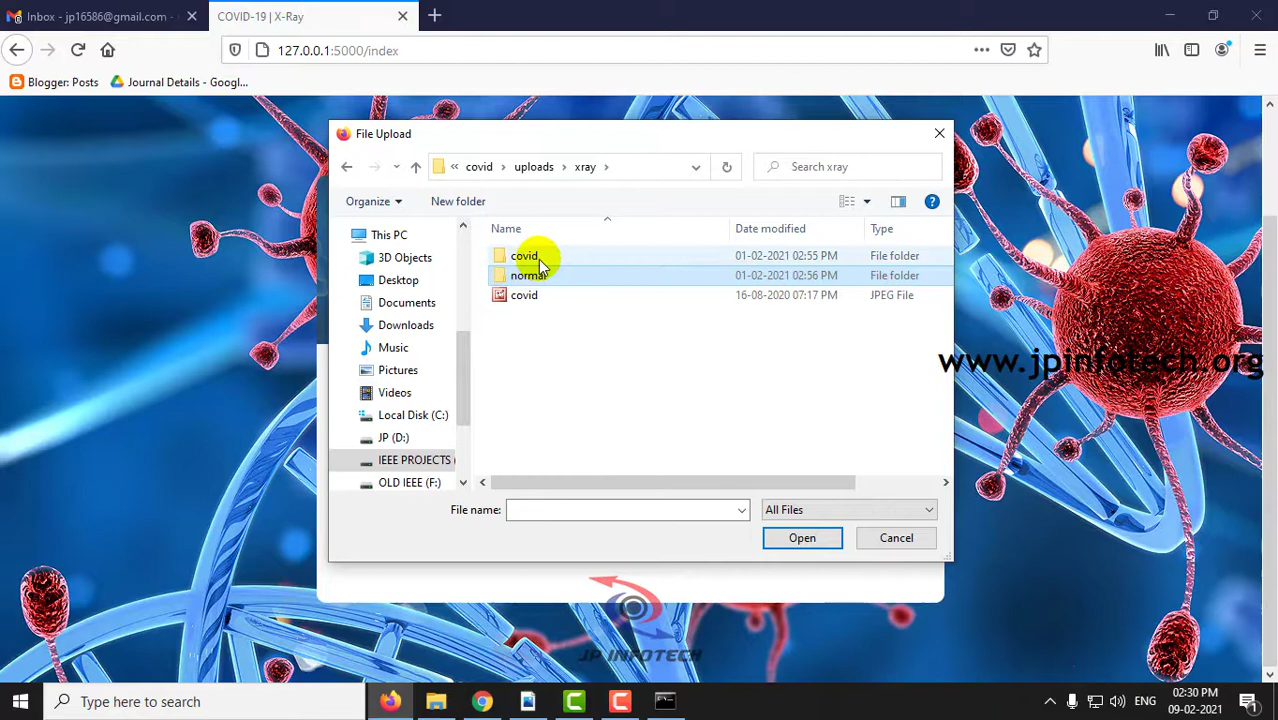 Inbox - jp16586@gmail.com -
COVID-19 | X-Ray
127.0.0.1:5000/index
Blogger: Posts
Journal Details - Googl...
File Upload
« covid › uploads › xray ›
Search xray
Organize
New folder
Name
Date modified
Type
This PC
3D Objects
Desktop
Documents
Downloads
Music
Pictures
Videos
Local Disk (C:)
JP (D:)
IEEE PROJECTS (
OLD IEEE (F:)
covid 01-02-2021 02:55 PM File folder
normal 01-02-2021 02:56 PM File folder
covid 16-08-2020 07:17 PM JPEG File
www.jpinfotech.org
File name:
All Files
Open
Cancel
JP INFOTECH
Type here to search
ENG
02:30 PM
09-02-2021
1